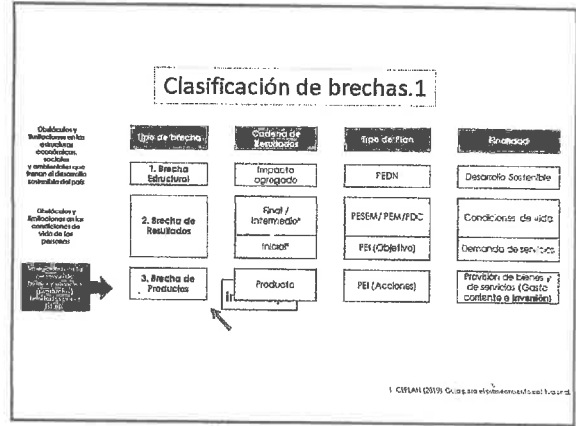 Clasificación de brechas.1
Obstáculos y
limitaciones en las
estructuras
económicas,
sociales
y ambientales que
frenan el desarrollo
sostenible del país
Tipo de brecha
Cadena de
Resultados
Tipo de Plan
Finalidad
1. Brecha
Estructural
Impacto
agregado
PEDN
Desarrollo Sostenible
Obstáculos y
limitaciones en las
condiciones de
vida de las
personas
2. Brecha de
Resultados
Final /
Intermedio*
PESEM/PEM/PDC
Condiciones de vida
Inicial*
PEI (Objetivo)
Demanda de servicios
3. Brecha de
Productos
Producto
PEI (Acciones)
Provisión de bienes y
de servicios (Gasto
corriente e Inversión)
1. CEPLAN (2019) Guía para el